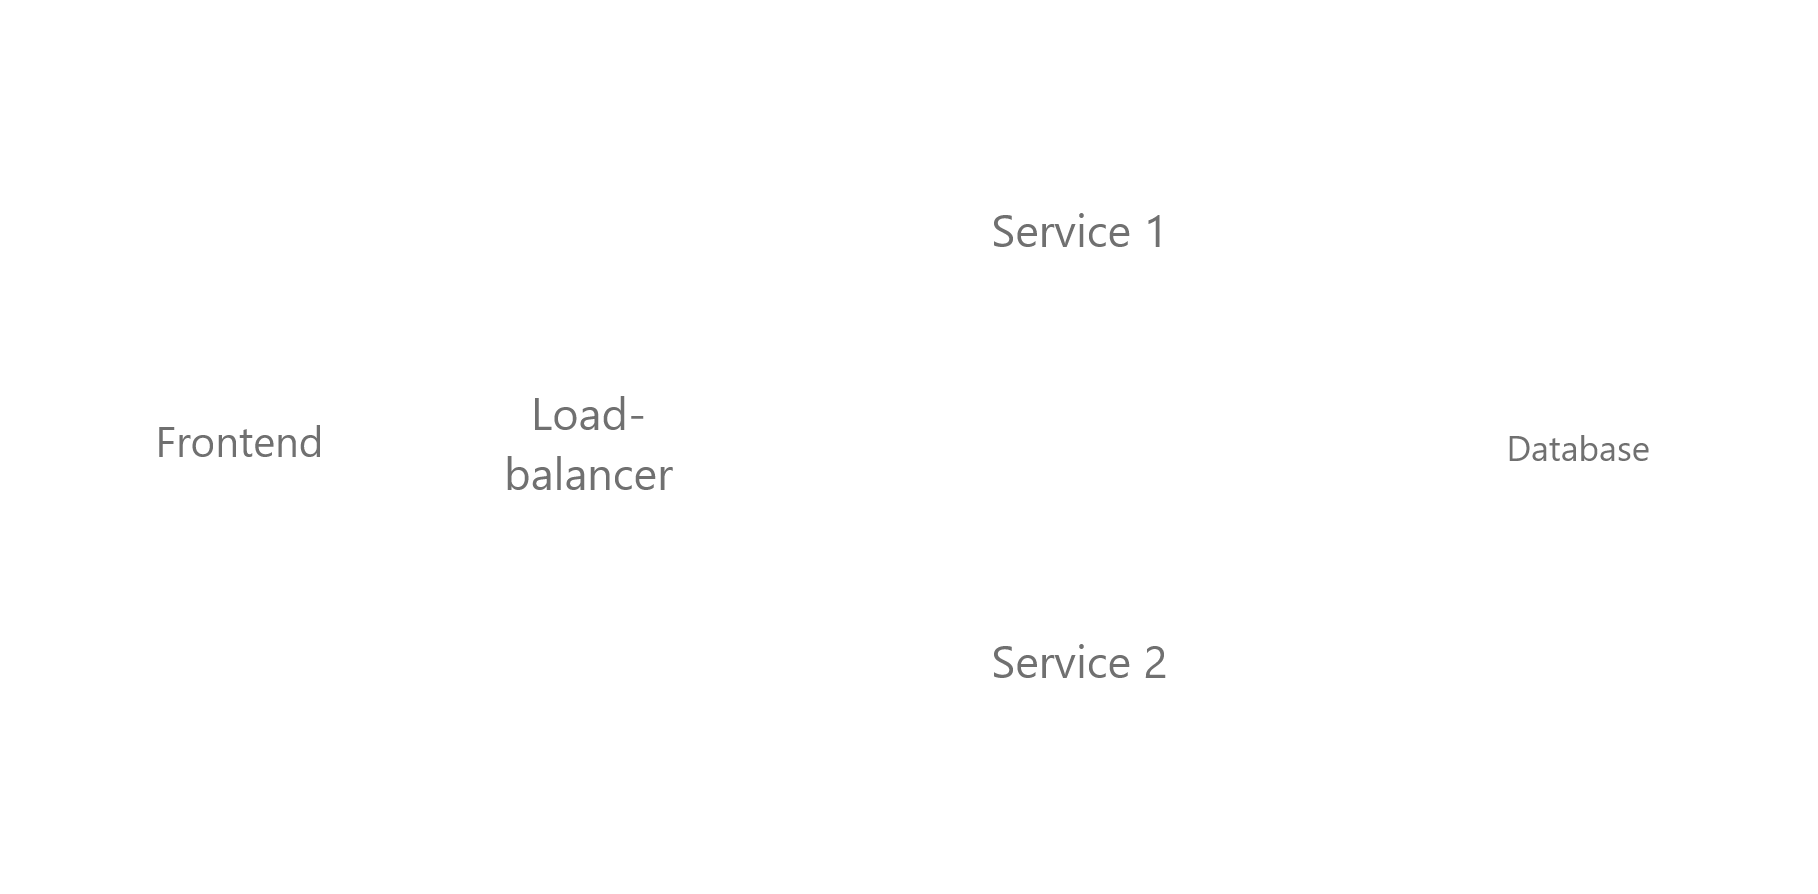 Service 1
Frontend
Load-
balancer
Database
Service 2